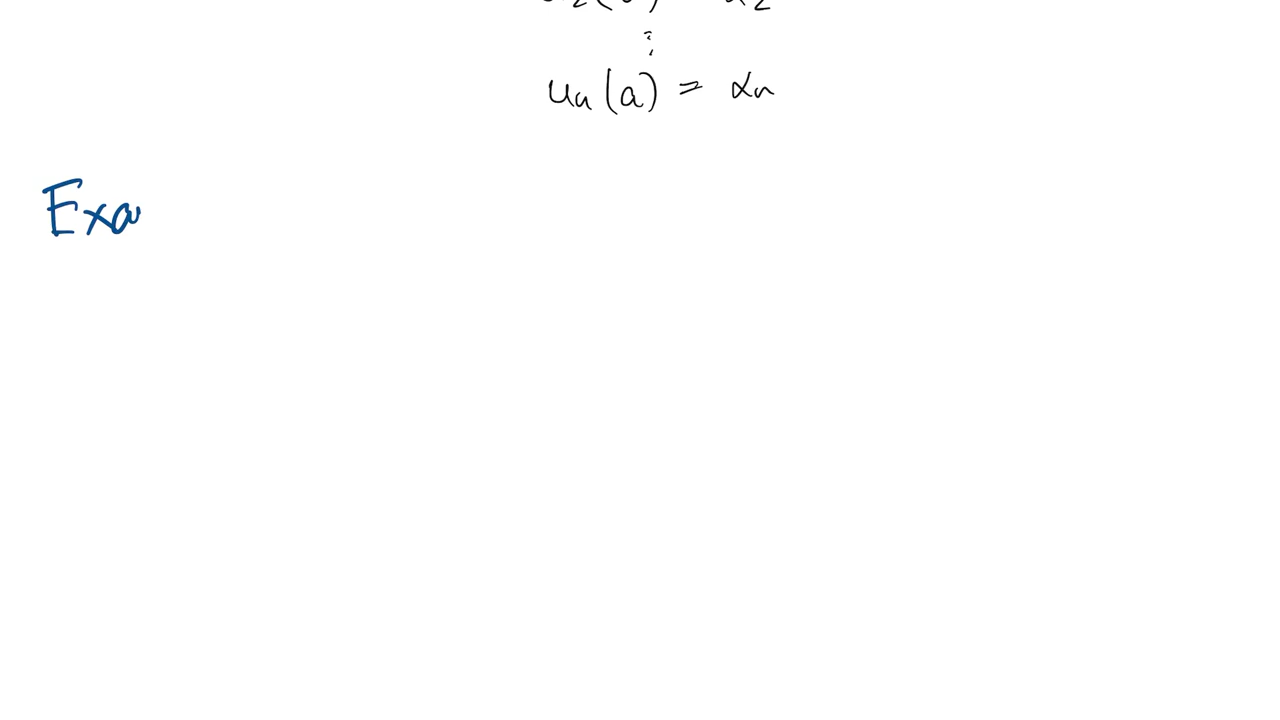 ⋮
uₙ(a) = αₙ
Exa